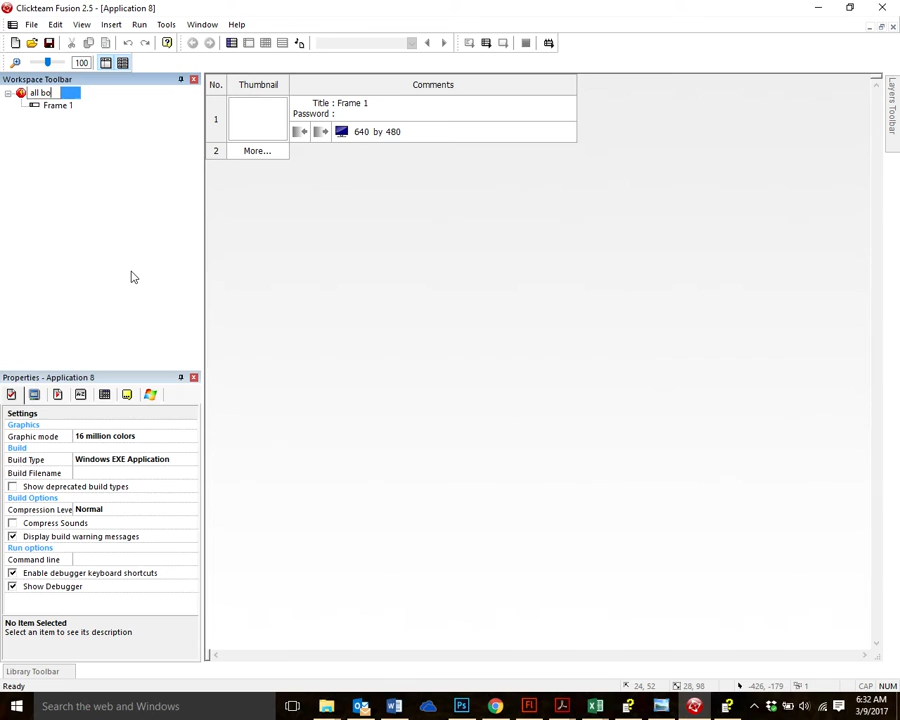 Clickteam Fusion 2.5 - [Application 8]
File Edit View Insert Run Tools Window Help
100
Workspace Toolbar
all bo
Frame 1
No. Thumbnail Comments
1 Title : Frame 1
Password :
640 by 480
2 More...
Layers Toolbar
Properties - Application 8
Settings
Graphics
Graphic mode 16 million colors
Build
Build Type Windows EXE Application
Build Filename
Show deprecated build types
Build Options
Compression Leve Normal
Compress Sounds
Display build warning messages
Run options
Command line
Enable debugger keyboard shortcuts
Show Debugger
No Item Selected
Select an item to see its description
Library Toolbar
Ready
24, 52 28, 98 -426, -179 1 CAP NUM
Search the web and Windows
6:32 AM
3/9/2017